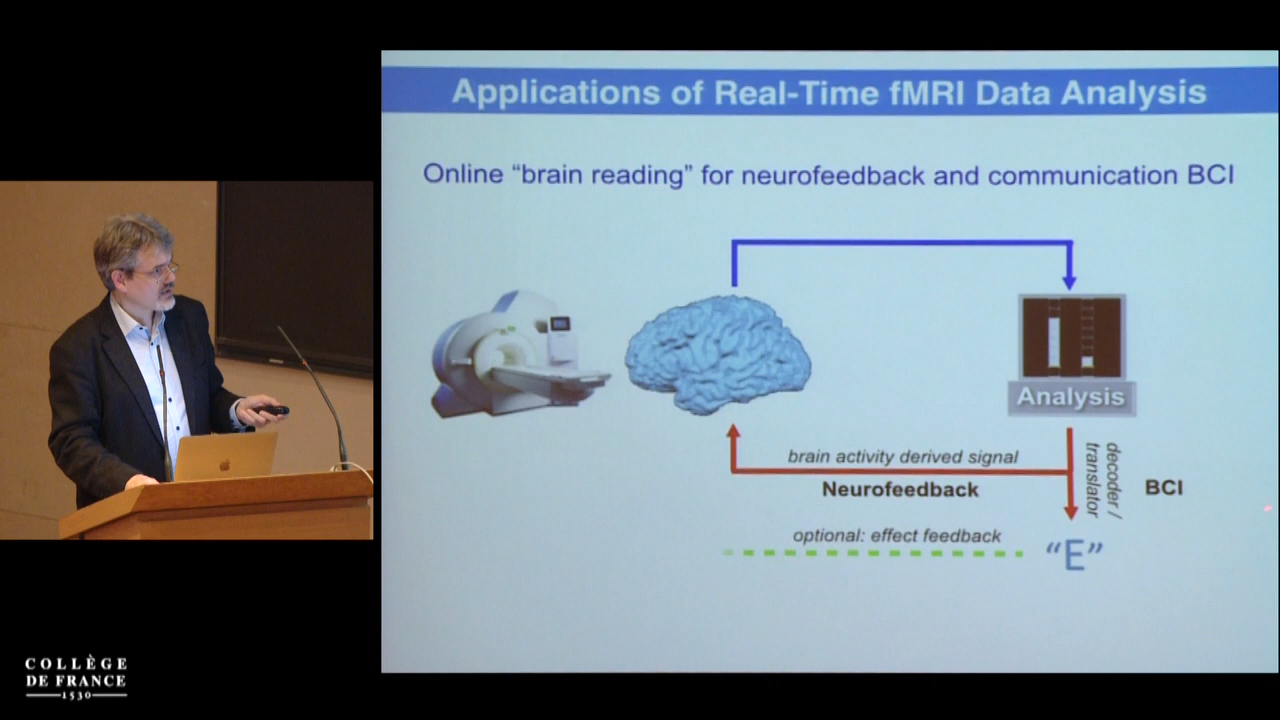 Applications of Real-Time fMRI Data Analysis
Online “brain reading” for neurofeedback and communication BCI
Analysis
brain activity derived signal
Neurofeedback
decoder /
translator
BCI
optional: effect feedback
“E”
COLLÈGE
DE FRANCE
1530